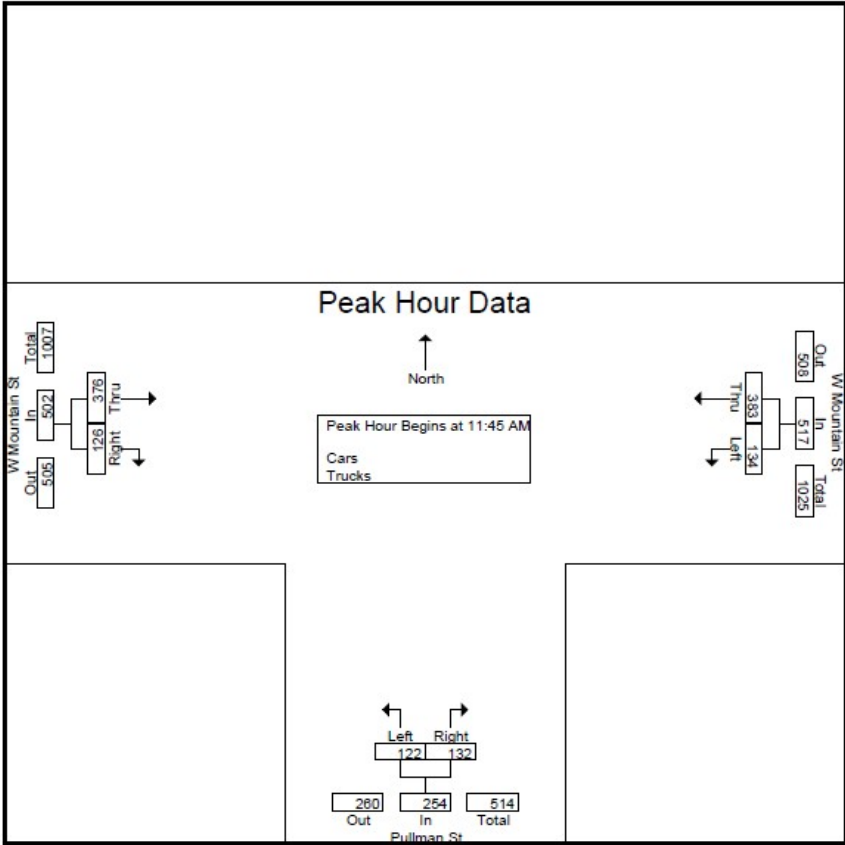 Peak Hour Data
North
Peak Hour Begins at 11:45 AM
Cars
Trucks
W Mountain St
Total
1007
In
502
Out
505
376
Thru
126
Right
W Mountain St
Out
508
In
517
Total
1025
383
Thru
134
Left
Left Right
122 132
260 254 514
Out In Total
Pullman St